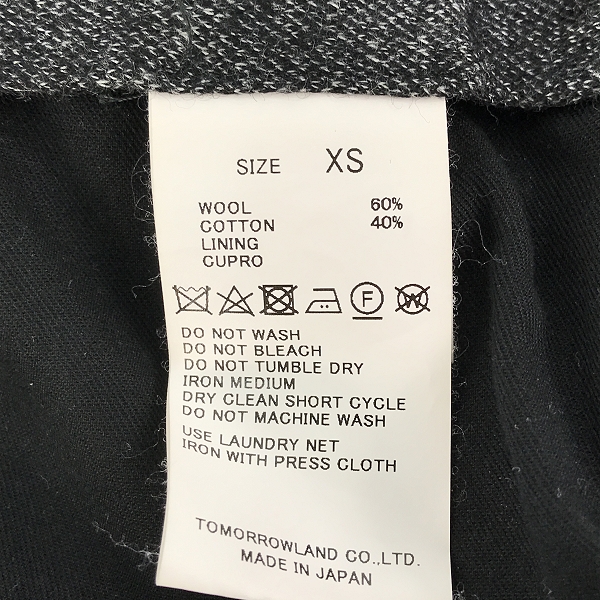 SIZE XS
WOOL 60%
COTTON 40%
LINING
CUPRO
F W
DO NOT WASH
DO NOT BLEACH
DO NOT TUMBLE DRY
IRON MEDIUM
DRY CLEAN SHORT CYCLE
DO NOT MACHINE WASH
USE LAUNDRY NET
IRON WITH PRESS CLOTH
TOMORROWLAND CO.,LTD.
MADE IN JAPAN